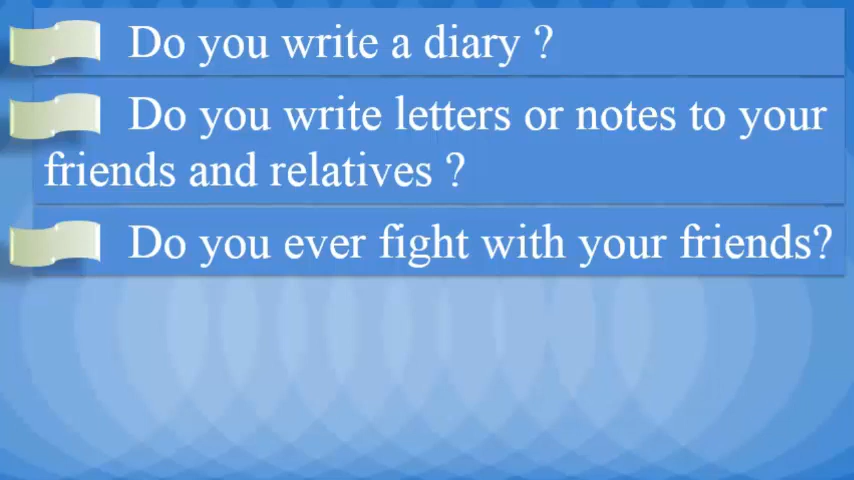 Do you write a diary ?
Do you write letters or notes to your
friends and relatives ?
Do you ever fight with your friends?